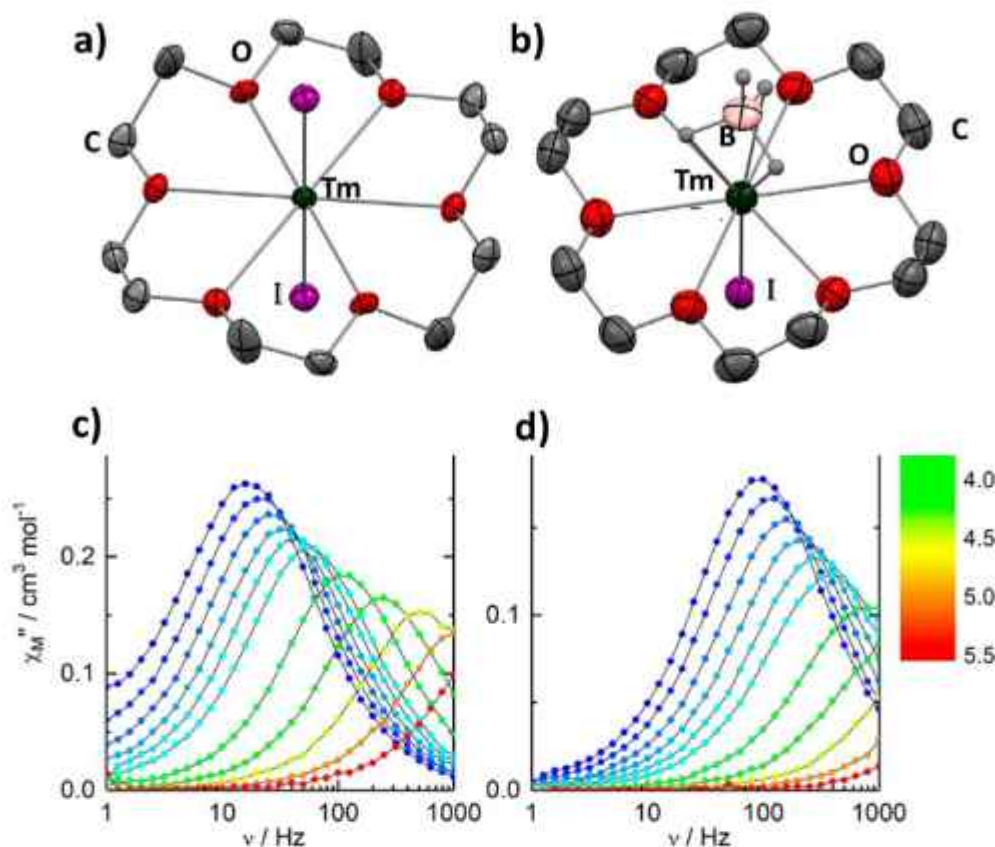 a)
O
C
Tm
I
b)
B
C
O
Tm
I
c)
χM" / cm³ mol⁻¹
0.2
0.1
0.0
1
10
100
1000
ν / Hz
d)
0.1
0.0
1
10
100
1000
ν / Hz
4.0
4.5
5.0
5.5